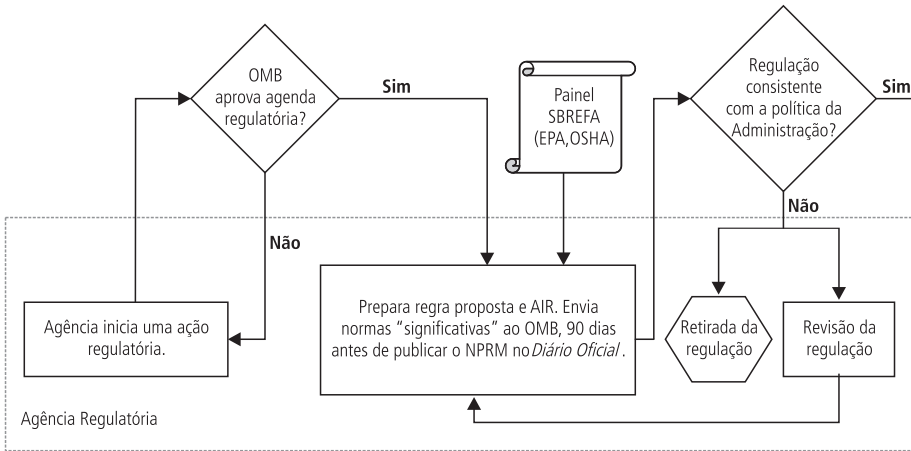 OMB
aprova agenda
regulatória?
Sim
Painel
SBREFA
(EPA,OSHA)
Regulação
consistente
com a política da
Administração?
Sim
Não
Não
Agência inicia uma ação
regulatória.
Prepara regra proposta e AIR. Envia
normas “significativas” ao OMB, 90 dias
antes de publicar o NPRM no Diário Oficial .
Retirada da
regulação
Revisão da
regulação
Agência Regulatória